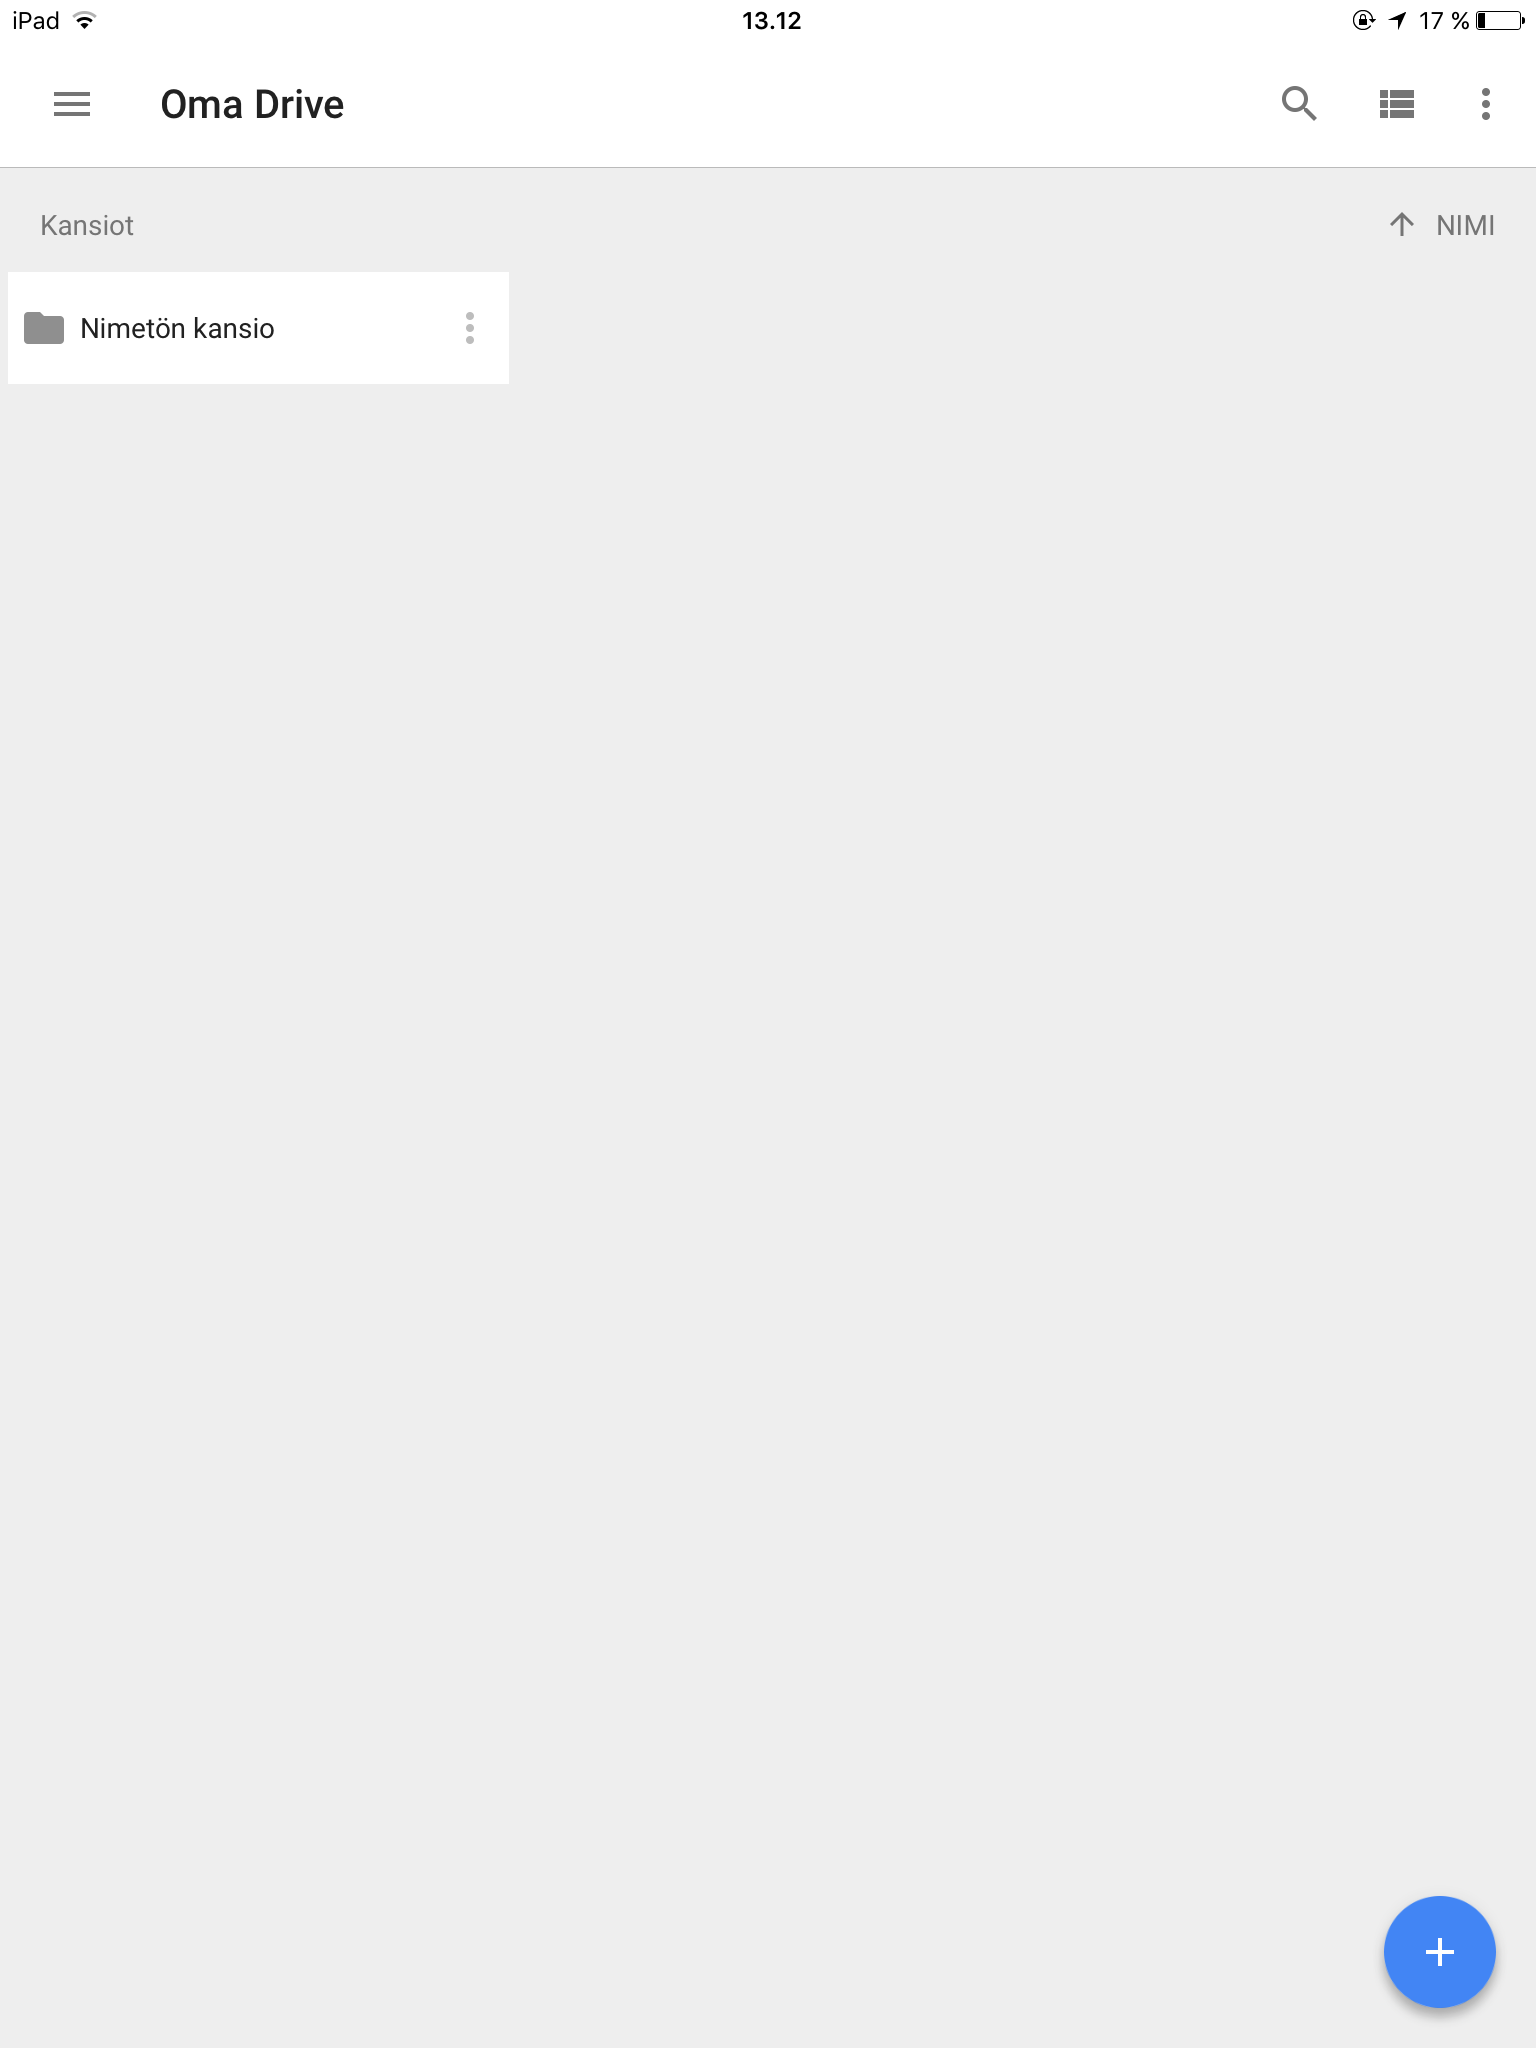 iPad 13.12 17 %
Oma Drive
Kansiot NIMI
Nimetön kansio